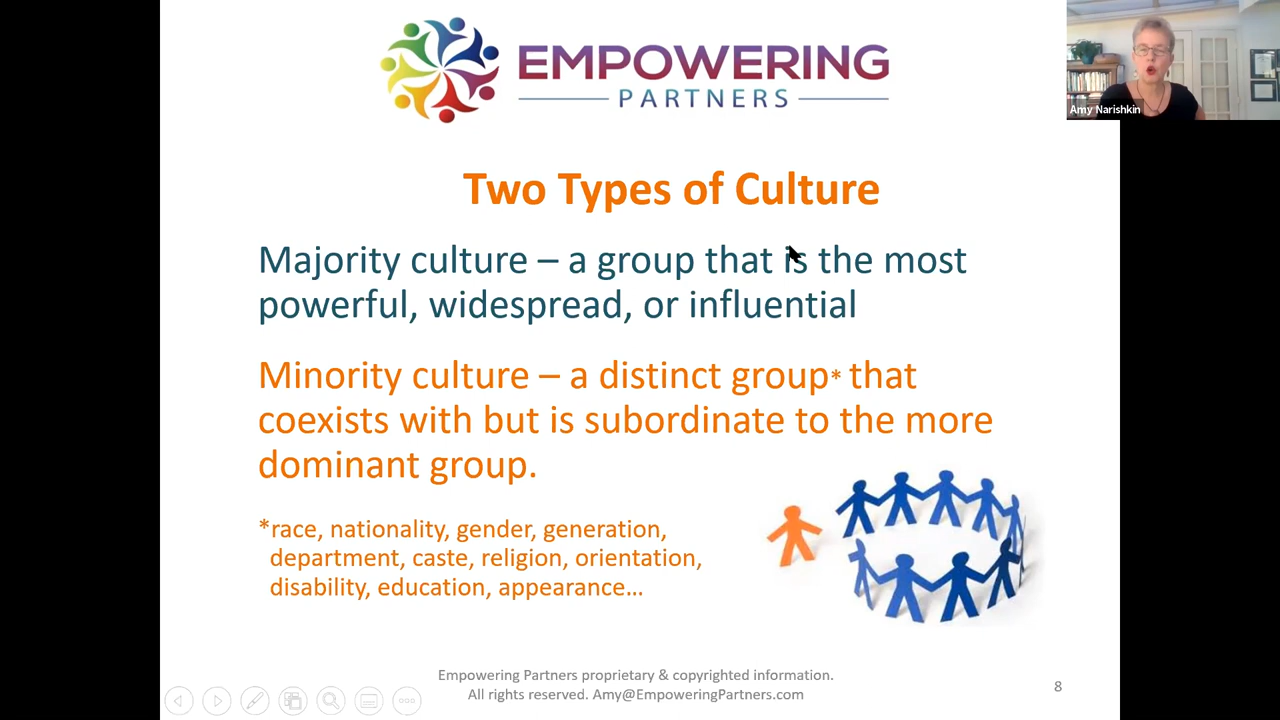 EMPOWERING
PARTNERS
Amy Narishkin
Two Types of Culture
Majority culture – a group that is the most
powerful, widespread, or influential
Minority culture – a distinct group* that
coexists with but is subordinate to the more
dominant group.
*race, nationality, gender, generation,
department, caste, religion, orientation,
disability, education, appearance…
Empowering Partners proprietary & copyrighted information.
All rights reserved. Amy@EmpoweringPartners.com
8